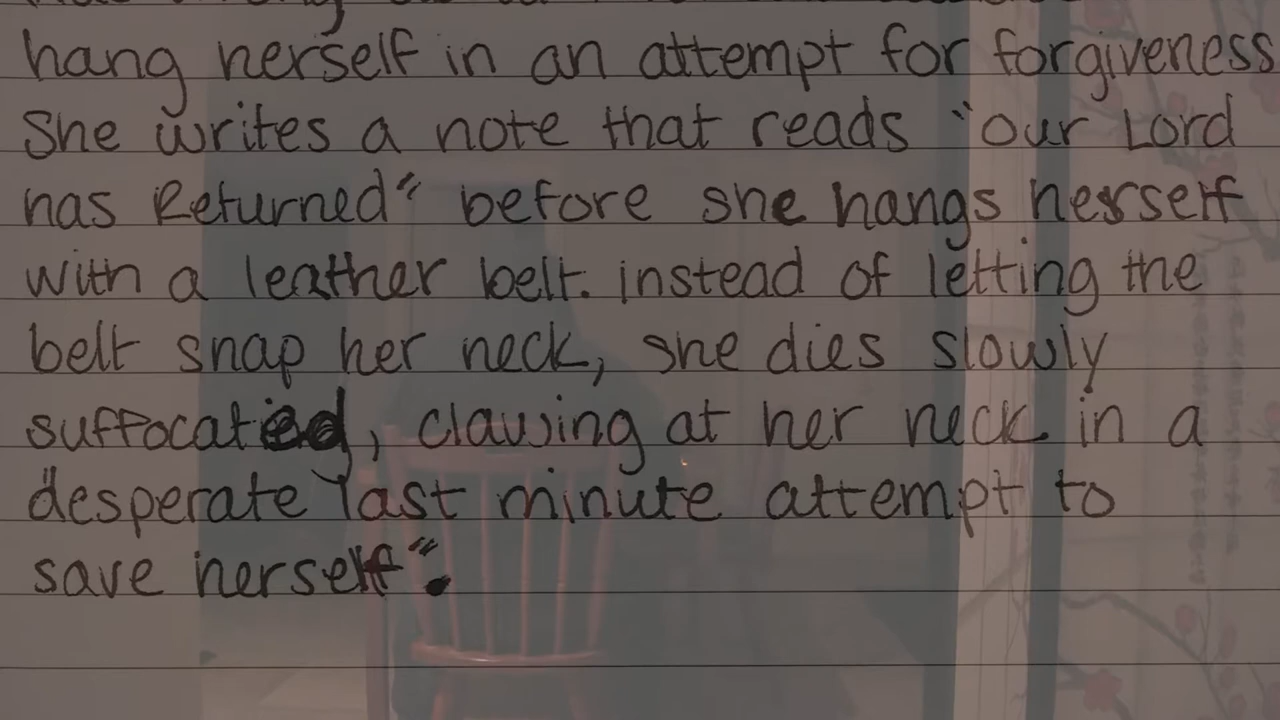 hang herself in an attempt for forgiveness
She writes a note that reads "our Lord
has Returned" before she hangs herself
with a leather belt. instead of letting the
belt snap her neck, she dies slowly
suffocated, clawing at her neck in a
desperate last minute attempt to
save herself".